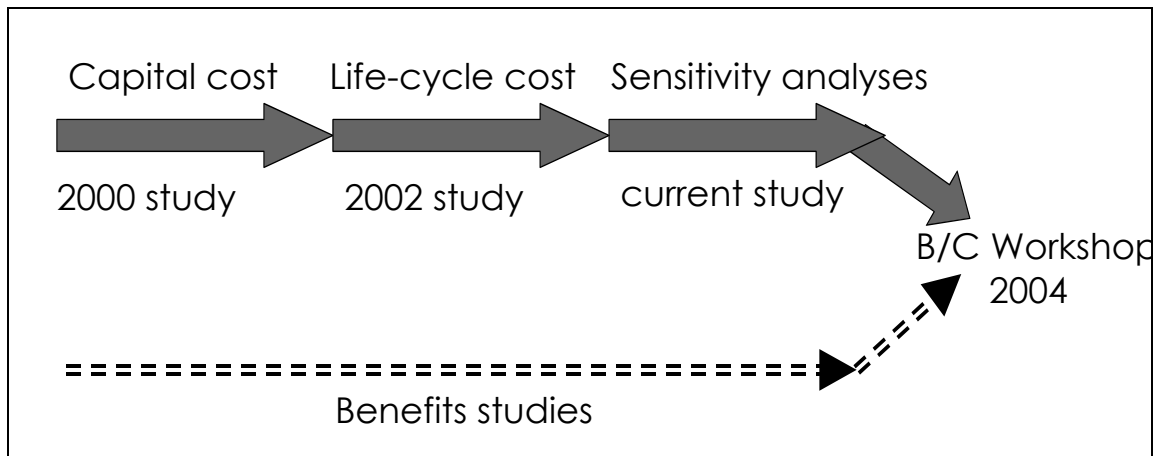 Capital cost
Life-cycle cost
Sensitivity analyses
2000 study
2002 study
current study
B/C Workshop
2004
Benefits studies